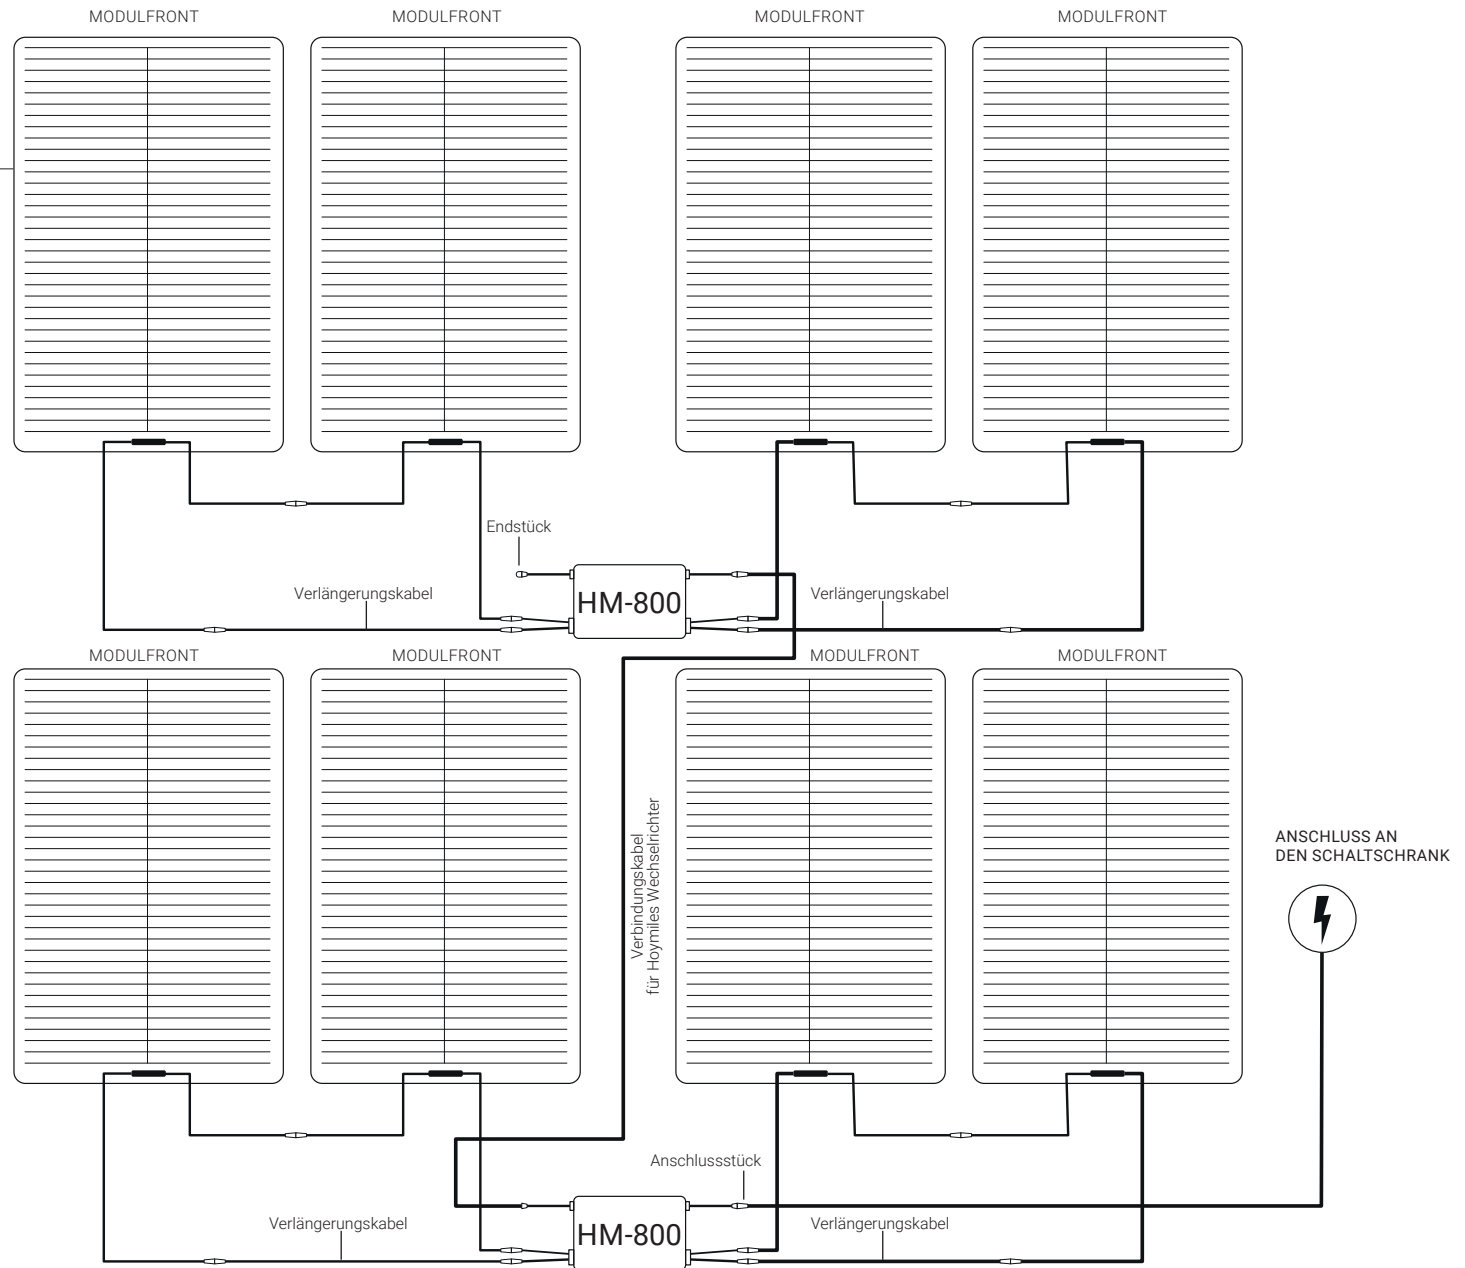 MODULFRONT
MODULFRONT
MODULFRONT
MODULFRONT
Endstück
Verlängerungskabel
HM-800
Verlängerungskabel
MODULFRONT
MODULFRONT
MODULFRONT
MODULFRONT
Verbindungskabel
für Hoymiles Wechselrichter
ANSCHLUSS AN
DEN SCHALTSCHRANK
Anschlussstück
Verlängerungskabel
HM-800
Verlängerungskabel